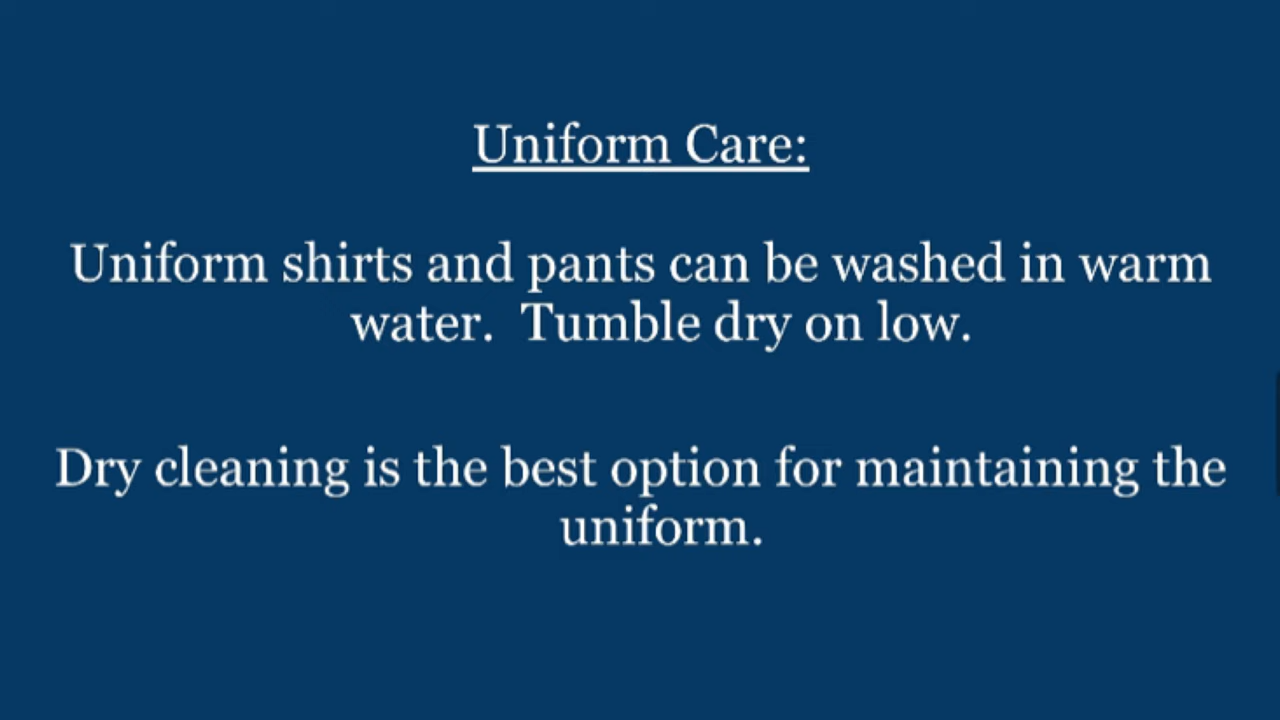 Uniform Care:
Uniform shirts and pants can be washed in warm
water.  Tumble dry on low.
Dry cleaning is the best option for maintaining the
uniform.